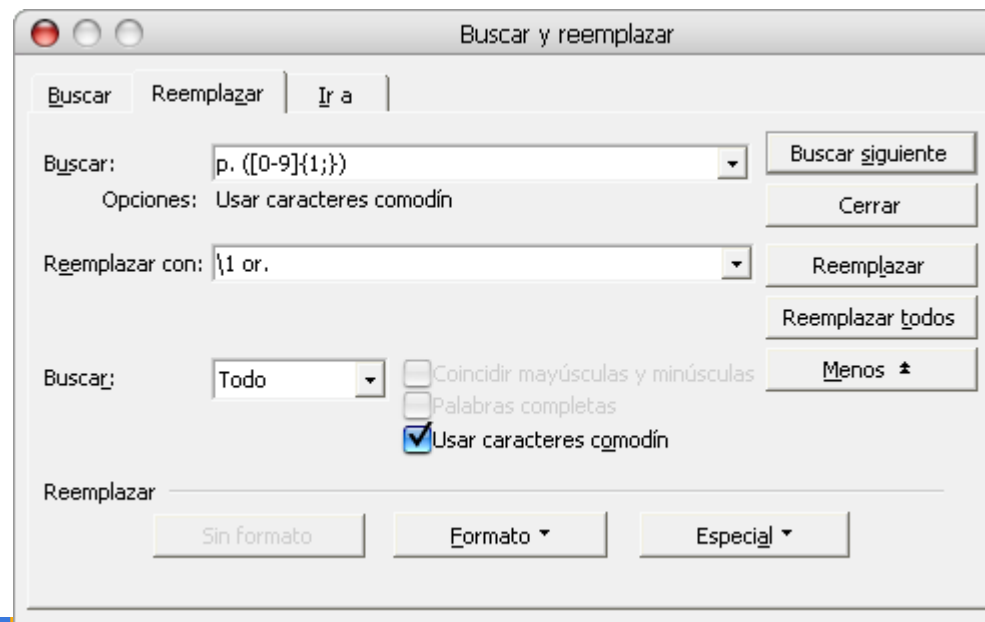 Buscar y reemplazar
Buscar Reemplazar Ir a
Buscar: p. ([0-9]{1;}) Buscar siguiente
Opciones: Usar caracteres comodín Cerrar
Reemplazar con: \1 or. Reemplazar
Reemplazar todos
Buscar: Todo Coincidir mayúsculas y minúsculas Menos
Palabras completas
Usar caracteres comodín
Reemplazar
Sin formato Formato Especial